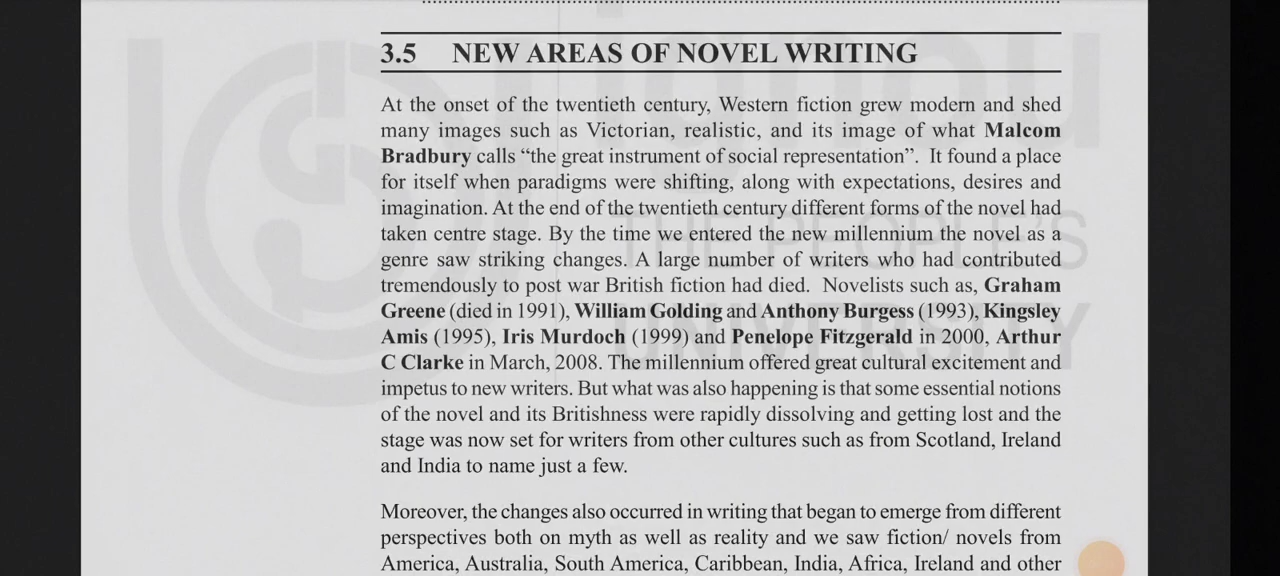 3.5 NEW AREAS OF NOVEL WRITING
At the onset of the twentieth century, Western fiction grew modern and shed
many images such as Victorian, realistic, and its image of what Malcom
Bradbury calls “the great instrument of social representation”. It found a place
for itself when paradigms were shifting, along with expectations, desires and
imagination. At the end of the twentieth century different forms of the novel had
taken centre stage. By the time we entered the new millennium the novel as a
genre saw striking changes. A large number of writers who had contributed
tremendously to post war British fiction had died. Novelists such as, Graham
Greene (died in 1991), William Golding and Anthony Burgess (1993), Kingsley
Amis (1995), Iris Murdoch (1999) and Penelope Fitzgerald in 2000, Arthur
C Clarke in March, 2008. The millennium offered great cultural excitement and
impetus to new writers. But what was also happening is that some essential notions
of the novel and its Britishness were rapidly dissolving and getting lost and the
stage was now set for writers from other cultures such as from Scotland, Ireland
and India to name just a few.
Moreover, the changes also occurred in writing that began to emerge from different
perspectives both on myth as well as reality and we saw fiction/ novels from
America, Australia, South America, Caribbean, India, Africa, Ireland and other
ignou
THE PEOPLE'S
UNIVERSITY